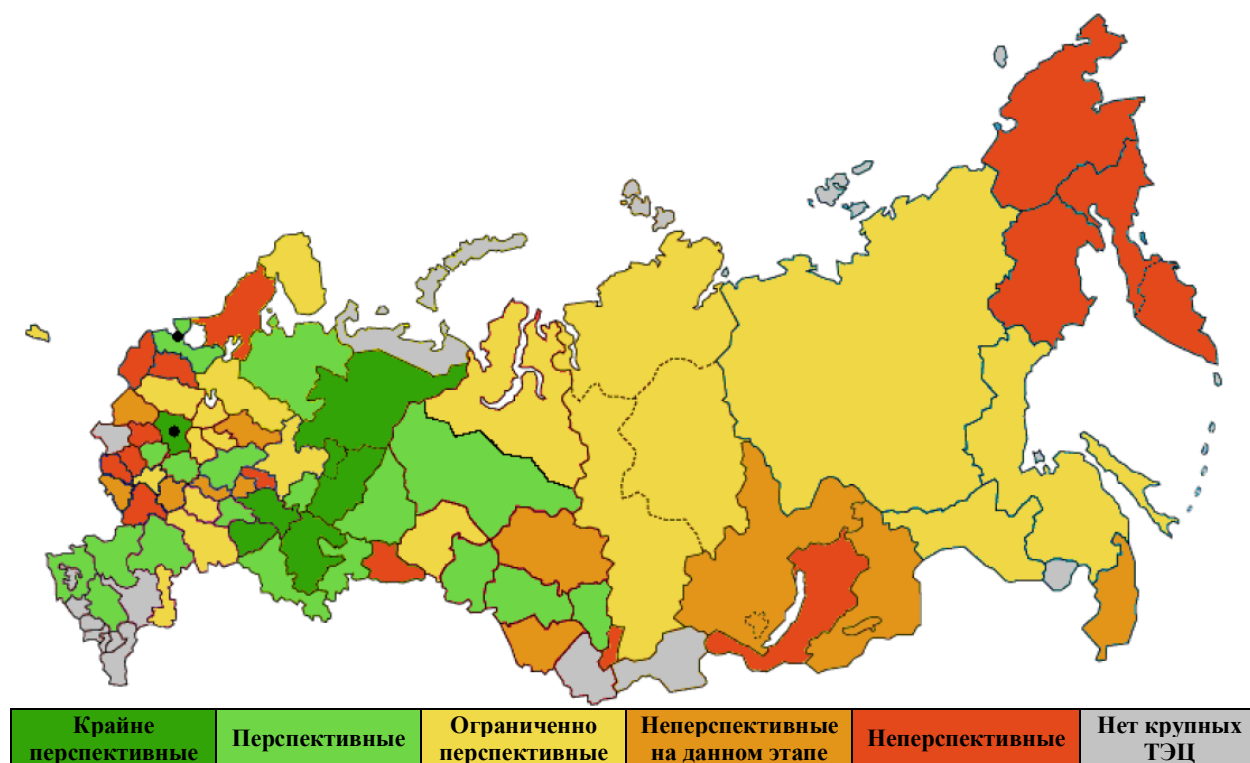 Крайне
перспективные
Перспективные
Ограниченно
перспективные
Неперспективные
на данном этапе
Неперспективные
Нет крупных
ТЭЦ